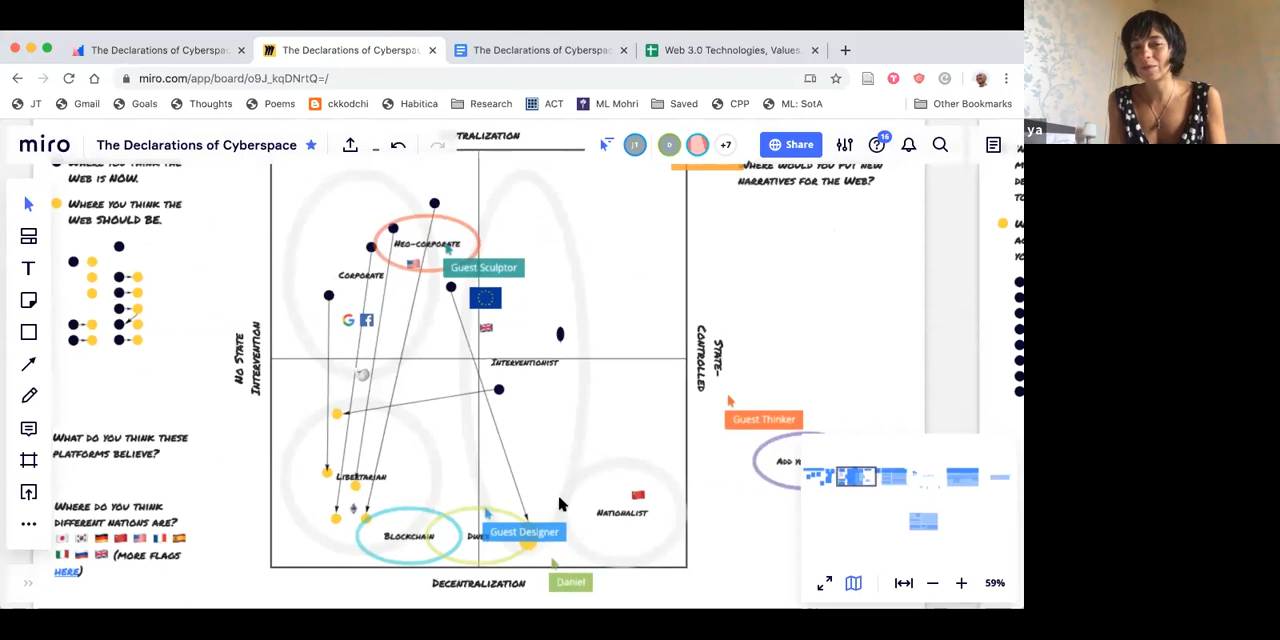 The Declarations of Cyberspac
The Declarations of Cyberspac
The Declarations of Cyberspac
Web 3.0 Technologies, Values
miro.com/app/board/o9J_kqDNrtQ=/
JT
Gmail
Goals
Thoughts
Poems
ckkodchi
Habitica
Research
ACT
ML Mohri
Saved
CPP
ML: SotA
Other Bookmarks
miro
The Declarations of Cyberspace
JT
D
+7
Share
16
ya
TRALIZATION
WHERE YOU THINK THE
WEB IS NOW.
WHERE YOU THINK THE
WEB SHOULD BE.
WHERE WOULD YOU PUT NEW
NARRATIVES FOR THE WEB?
NEO-CORPORATE
Guest Sculptor
CORPORATE
NO STATE
INTERVENTION
STATE-
CONTROLLED
INTERVENTIONIST
Guest Thinker
ADD
WHAT DO YOU THINK THESE
PLATFORMS BELIEVE?
LIBERTARIAN
NATIONALIST
WHERE DO YOU THINK
DIFFERENT NATIONS ARE?
(MORE FLAGS
HERE)
BLOCKCHAIN
Guest Designer
Daniel
DECENTRALIZATION
59%